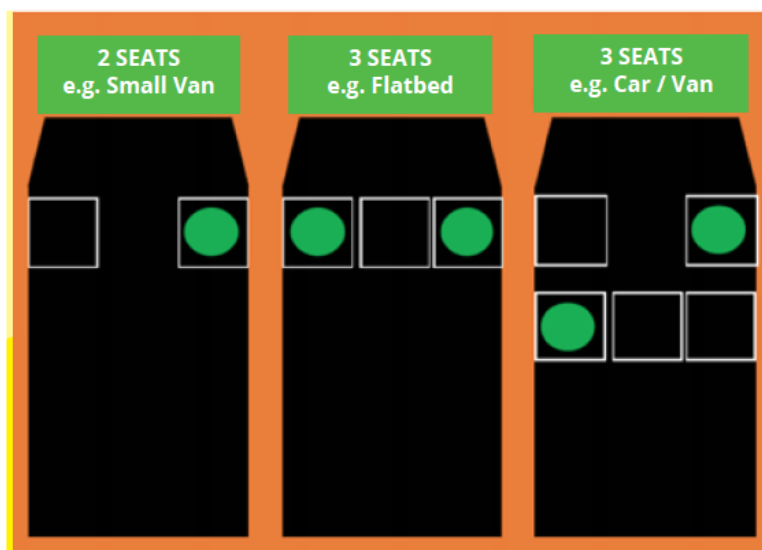 2 SEATS
e.g. Small Van
3 SEATS
e.g. Flatbed
3 SEATS
e.g. Car / Van